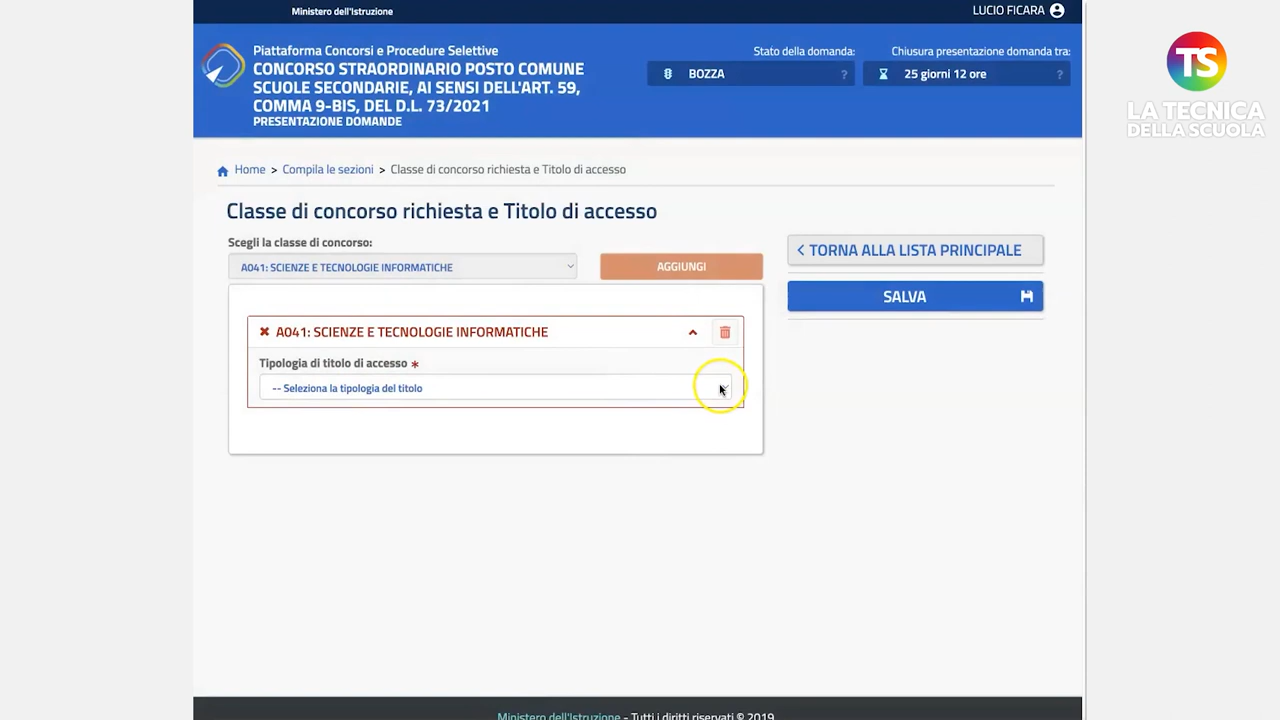 Ministero dell'Istruzione
LUCIO FICARA
Piattaforma Concorsi e Procedure Selettive
CONCORSO STRAORDINARIO POSTO COMUNE
SCUOLE SECONDARIE, AI SENSI DELL'ART. 59,
COMMA 9-BIS, DEL D.L. 73/2021
PRESENTAZIONE DOMANDE
Stato della domanda:
BOZZA ?
Chiusura presentazione domanda tra:
25 giorni 12 ore ?
TS
LA TECNICA
DELLA SCUOLA
Home > Compila le sezioni > Classe di concorso richiesta e Titolo di accesso
Classe di concorso richiesta e Titolo di accesso
Scegli la classe di concorso:
A041: SCIENZE E TECNOLOGIE INFORMATICHE
AGGIUNGI
< TORNA ALLA LISTA PRINCIPALE
SALVA
A041: SCIENZE E TECNOLOGIE INFORMATICHE
Tipologia di titolo di accesso *
-- Seleziona la tipologia del titolo
Ministero dell'Istruzione - Tutti i diritti riservati © 2019